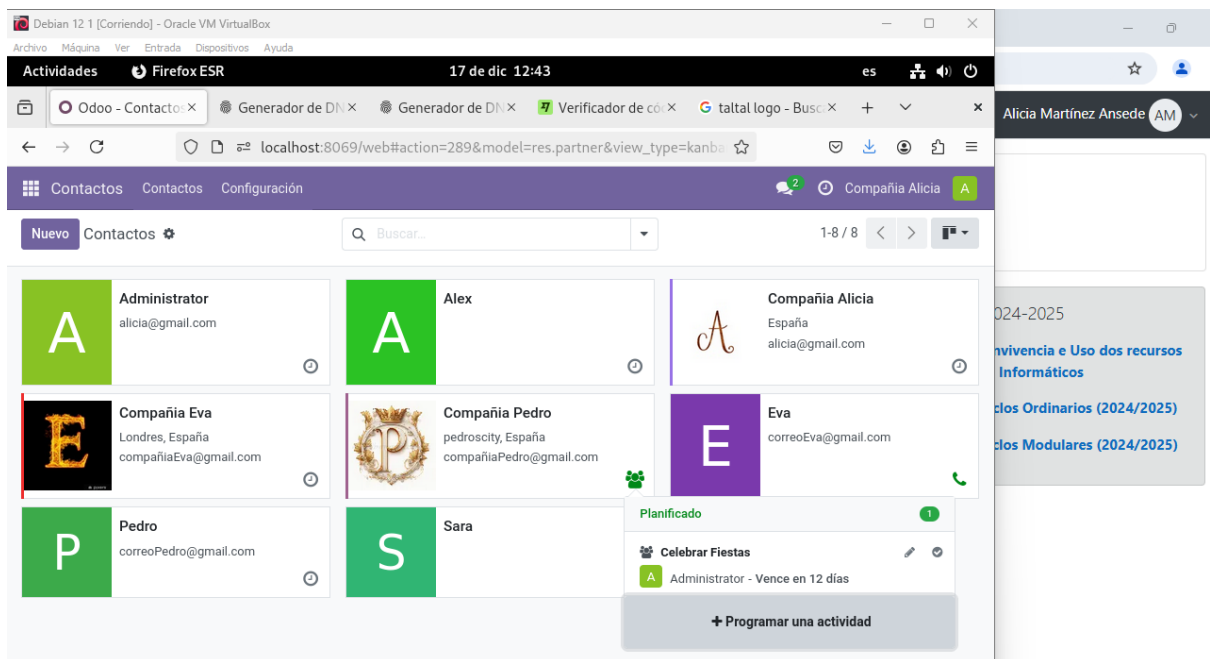 Debian 12 1 [Corriendo] - Oracle VM VirtualBox
Archivo Máquina Ver Entrada Dispositivos Ayuda
Actividades Firefox ESR 17 de dic 12:43 es
Odoo - Contactos Generador de DN Generador de DN Verificador de cóc taltal logo - Busca
localhost:8069/web#action=289&model=res.partner&view_type=kanba
Alicia Martínez Ansede AM
Contactos Contactos Configuración 2 Compañia Alicia A
Nuevo Contactos Buscar... 1-8 / 8
A
Administrator
alicia@gmail.com
A
Alex
A
Compañia Alicia
España
alicia@gmail.com
E
Compañia Eva
Londres, España
compañiaEva@gmail.com
P
Compañia Pedro
pedroscity, España
compañiaPedro@gmail.com
E
Eva
correoEva@gmail.com
P
Pedro
correoPedro@gmail.com
S
Sara
Planificado 1
Celebrar Fiestas
A Administrator - Vence en 12 días
+ Programar una actividad
024-2025
nvivencia e Uso dos recursos
Informáticos
clos Ordinarios (2024/2025)
clos Modulares (2024/2025)